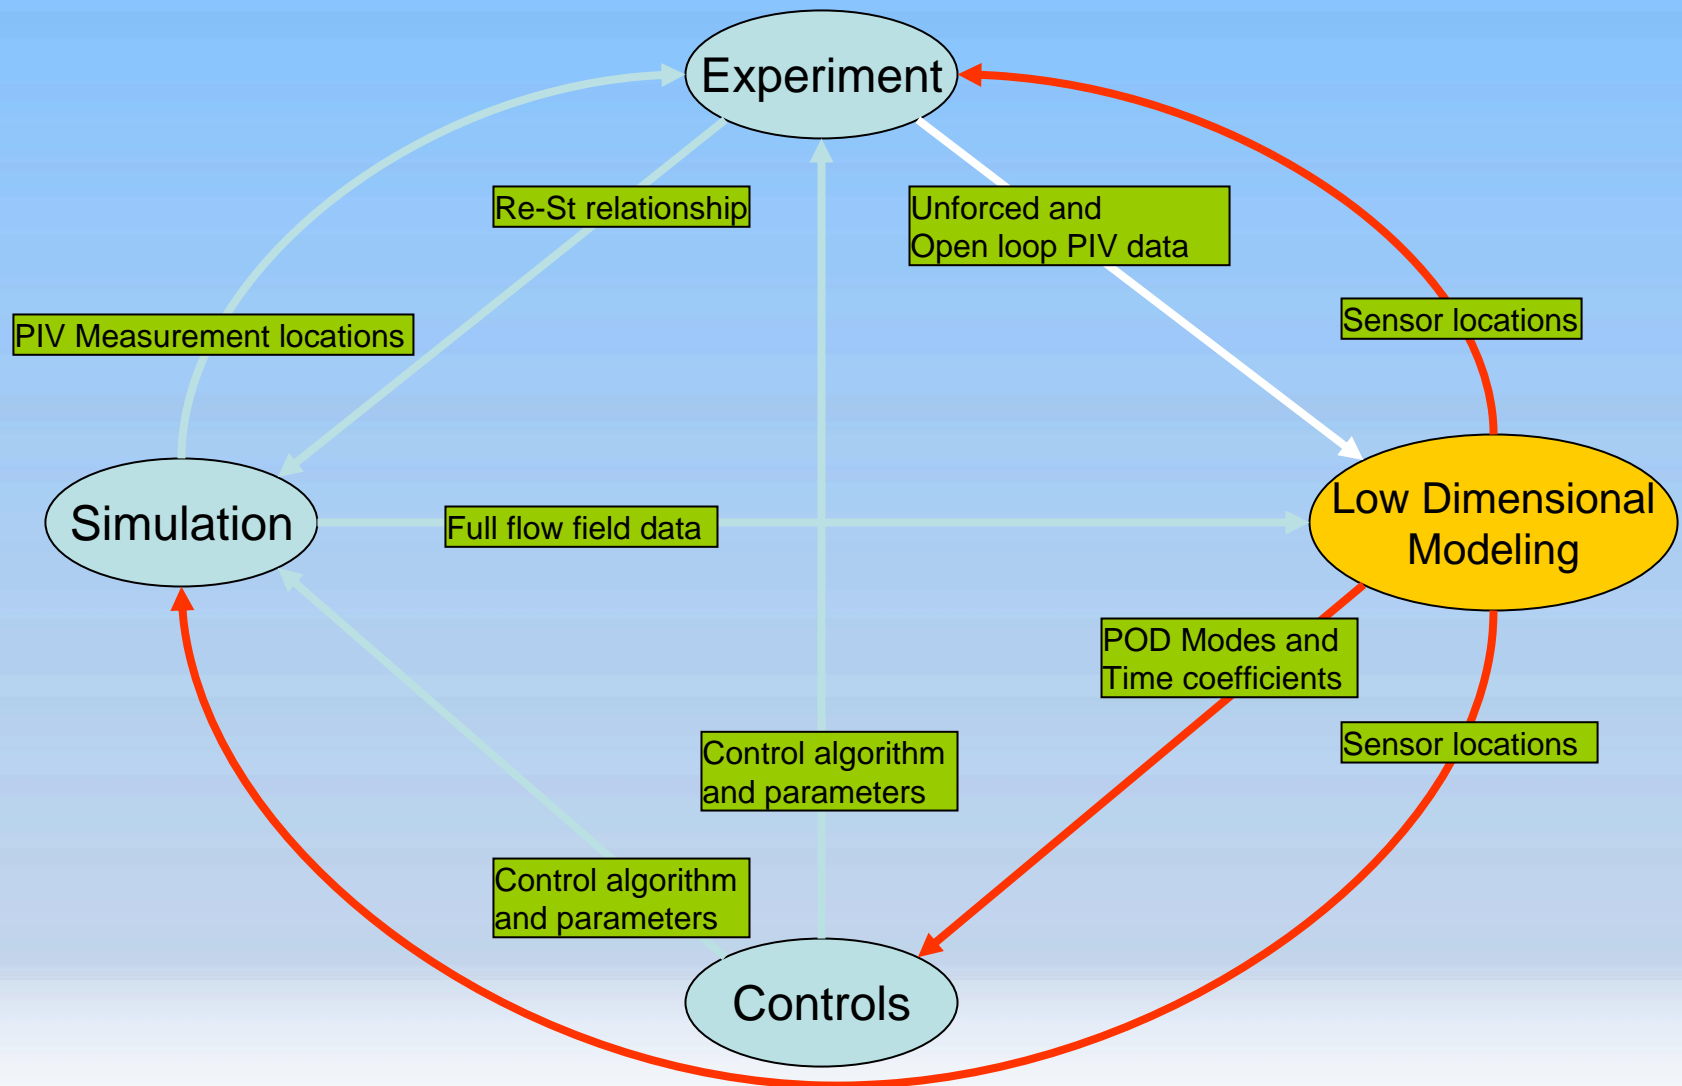 Experiment
Re-St relationship
Unforced and
Open loop PIV data
PIV Measurement locations
Sensor locations
Simulation
Full flow field data
Low Dimensional
Modeling
POD Modes and
Time coefficients
Control algorithm
and parameters
Sensor locations
Control algorithm
and parameters
Controls